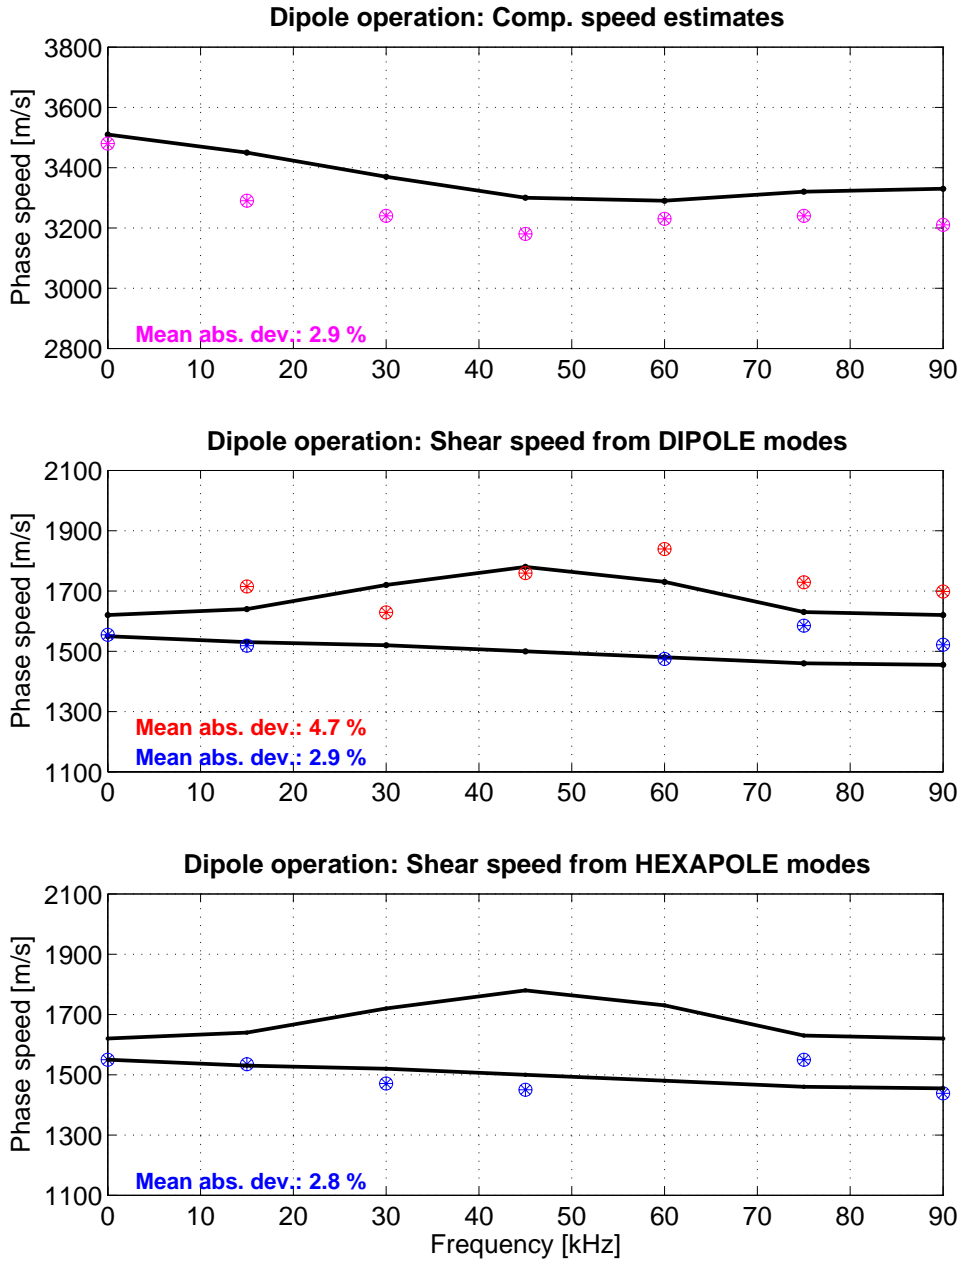 Dipole operation: Comp. speed estimates
3800
3600
3400
3200
3000
2800
Phase speed [m/s]
Mean abs. dev.: 2.9 %
0 10 20 30 40 50 60 70 80 90
Dipole operation: Shear speed from DIPOLE modes
2100
1900
1700
1500
1300
1100
Phase speed [m/s]
Mean abs. dev.: 4.7 %
Mean abs. dev.: 2.9 %
0 10 20 30 40 50 60 70 80 90
Dipole operation: Shear speed from HEXAPOLE modes
2100
1900
1700
1500
1300
1100
Phase speed [m/s]
Mean abs. dev.: 2.8 %
0 10 20 30 40 50 60 70 80 90
Frequency [kHz]